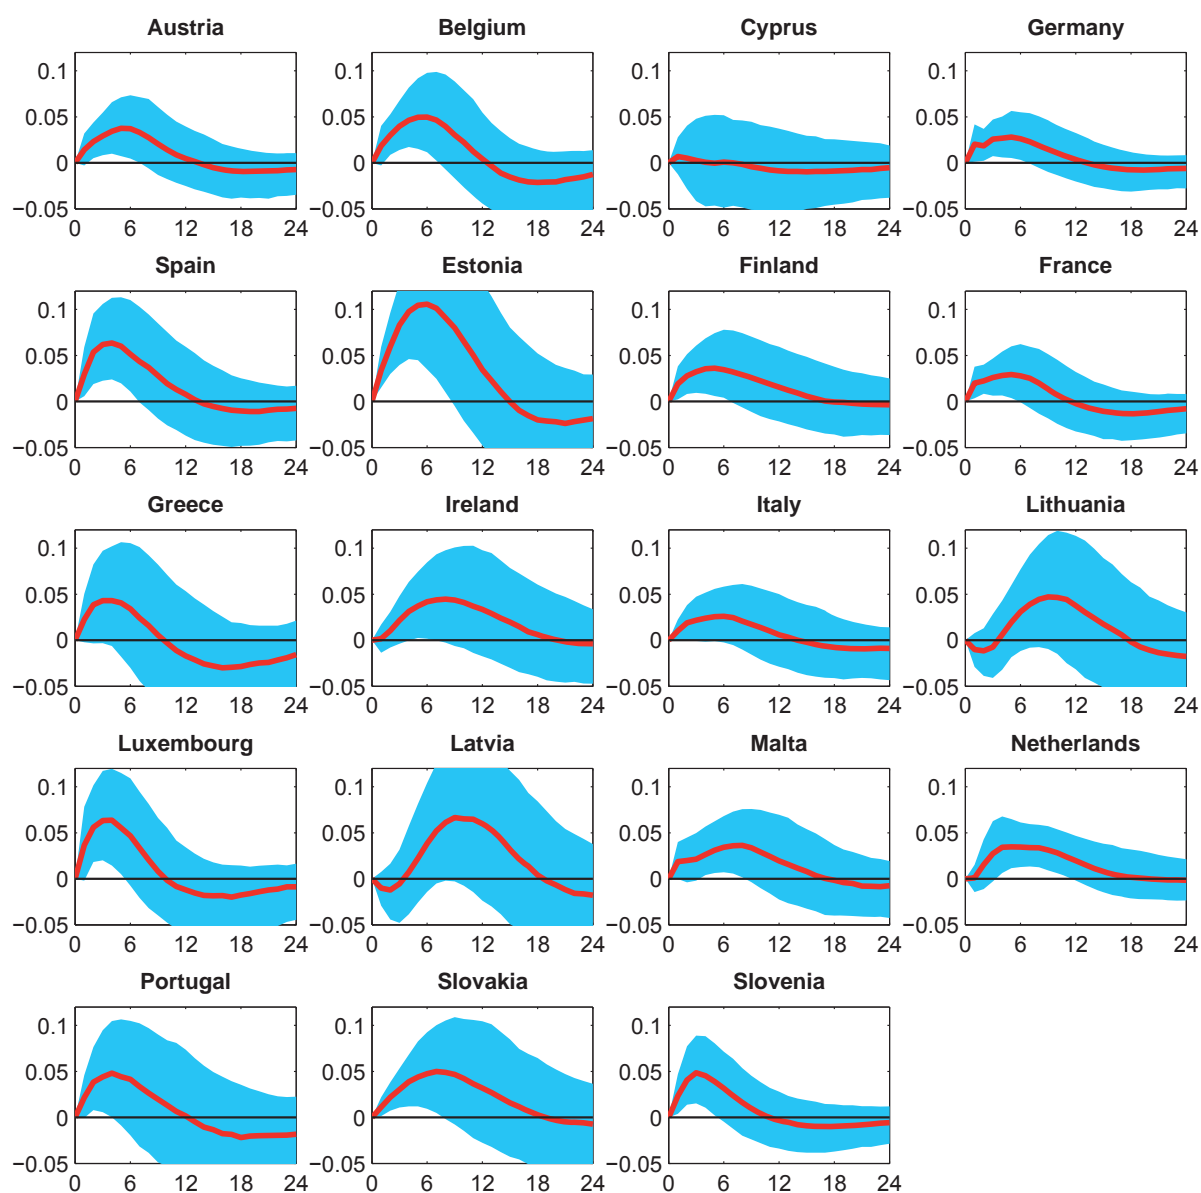 Austria Belgium Cyprus Germany
0.1 0.1 0.1 0.1
0.05 0.05 0.05 0.05
0 0 0 0
−0.05 −0.05 −0.05 −0.05
0 6 12 18 24 0 6 12 18 24 0 6 12 18 24 0 6 12 18 24
Spain Estonia Finland France
0.1 0.1 0.1 0.1
0.05 0.05 0.05 0.05
0 0 0 0
−0.05 −0.05 −0.05 −0.05
0 6 12 18 24 0 6 12 18 24 0 6 12 18 24 0 6 12 18 24
Greece Ireland Italy Lithuania
0.1 0.1 0.1 0.1
0.05 0.05 0.05 0.05
0 0 0 0
−0.05 −0.05 −0.05 −0.05
0 6 12 18 24 0 6 12 18 24 0 6 12 18 24 0 6 12 18 24
Luxembourg Latvia Malta Netherlands
0.1 0.1 0.1 0.1
0.05 0.05 0.05 0.05
0 0 0 0
−0.05 −0.05 −0.05 −0.05
0 6 12 18 24 0 6 12 18 24 0 6 12 18 24 0 6 12 18 24
Portugal Slovakia Slovenia
0.1 0.1 0.1
0.05 0.05 0.05
0 0 0
−0.05 −0.05 −0.05
0 6 12 18 24 0 6 12 18 24 0 6 12 18 24